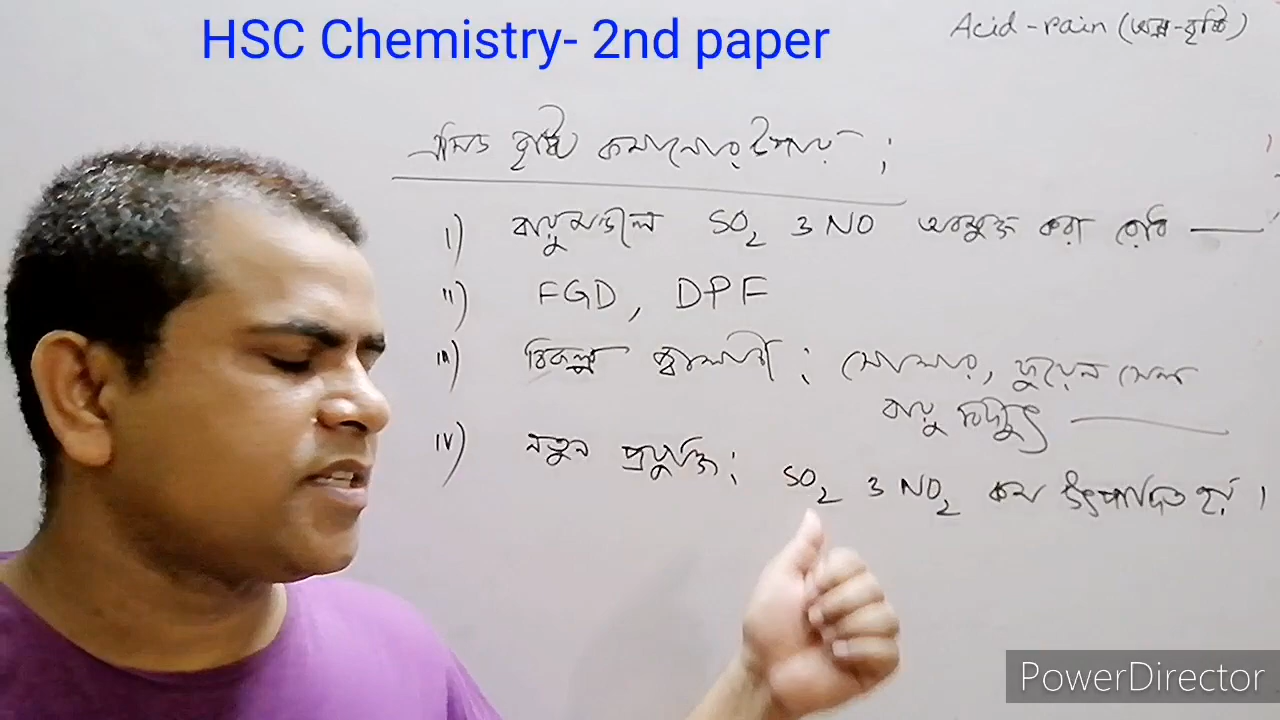 HSC Chemistry- 2nd paper
Acid-rain (অম্ল-বৃষ্টি)
এসিড বৃষ্টি কমানোর উপায় ;
i) বায়ুমন্ডলে SO₂ ও NO অবমুক্ত করা রোধ —
ii) FGD, DPF
iii) বিকল্প জ্বালানী : সোলার, ফুয়েল সেল
বায়ু বিদ্যুৎ —
iv) নতুন প্রযুক্তি : SO₂ ও NO₂ কম উৎপাদিত হয় ।
PowerDirector